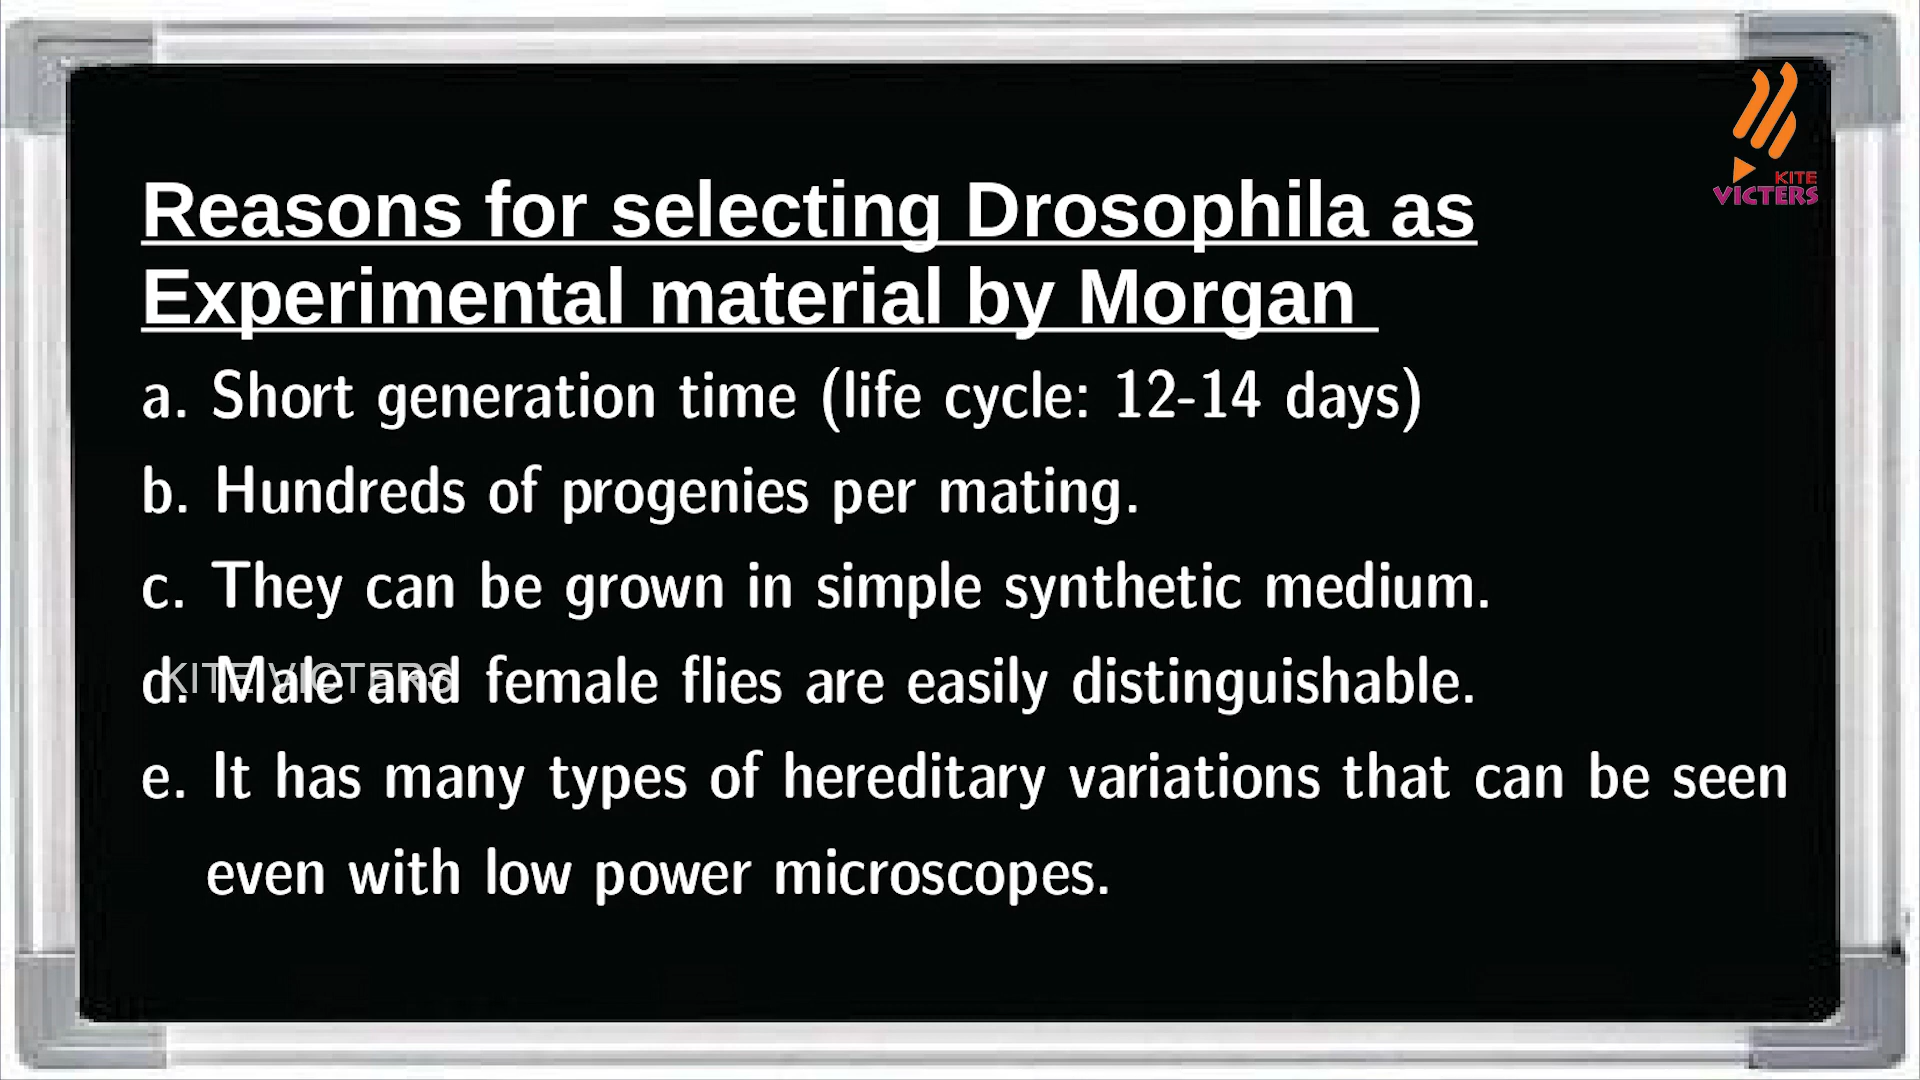 KITE
VICTERS
Reasons for selecting Drosophila as
Experimental material by Morgan
a. Short generation time (life cycle: 12-14 days)
b. Hundreds of progenies per mating.
c. They can be grown in simple synthetic medium.
d. Male and female flies are easily distinguishable.
KITE VICTERS
e. It has many types of hereditary variations that can be seen
even with low power microscopes.